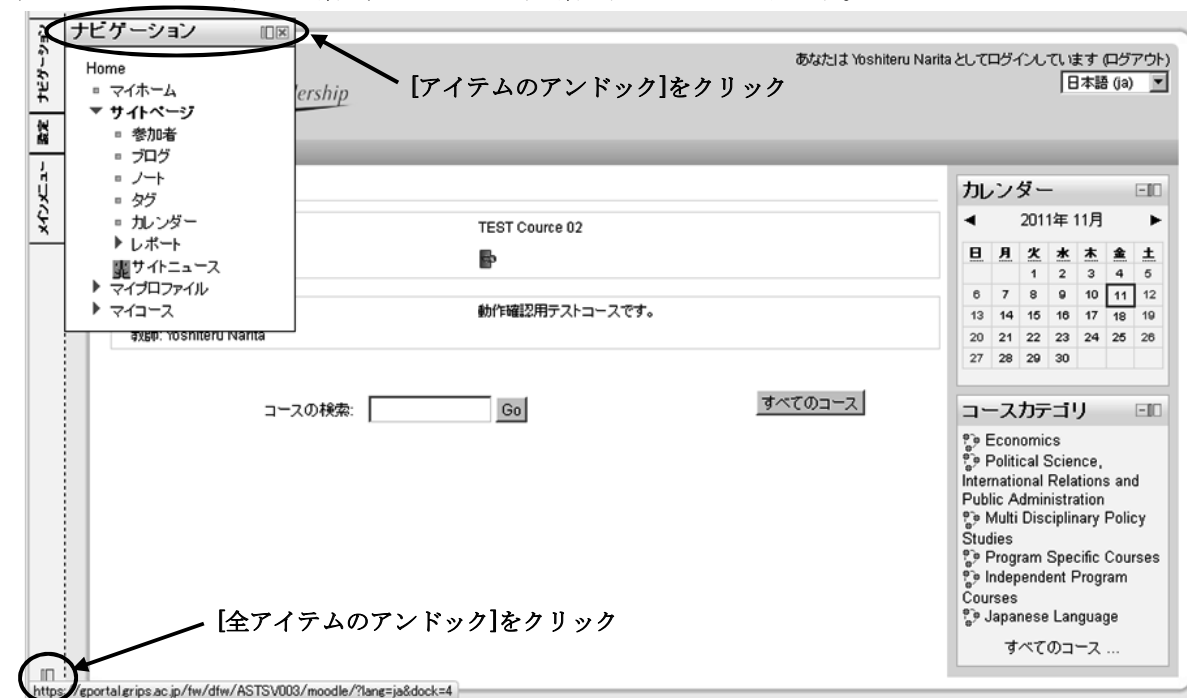 ナビゲーション
設定
メインメニュー
ナビゲーション
Home
マイホーム
サイトページ
参加者
ブログ
ノート
タグ
カレンダー
レポート
サイトニュース
マイプロファイル
マイコース
[アイテムのアンドック]をクリック
ership
あなたは Yoshiteru Narita としてログインしています (ログアウト)
日本語 (ja)
TEST Cource 02
動作確認用テストコースです。
教師: Yoshiteru Narita
コースの検索:
Go
すべてのコース
カレンダー
2011年 11月
日 月 火 水 木 金 土
1 2 3 4 5
6 7 8 9 10 11 12
13 14 15 16 17 18 19
20 21 22 23 24 25 26
27 28 29 30
コースカテゴリ
Economics
Political Science,
International Relations and
Public Administration
Multi Disciplinary Policy
Studies
Program Specific Courses
Independent Program
Courses
Japanese Language
すべてのコース ...
[全アイテムのアンドック]をクリック
https://gportal.grips.ac.jp/fw/dfw/ASTSV003/moodle/?lang=ja&dock=4